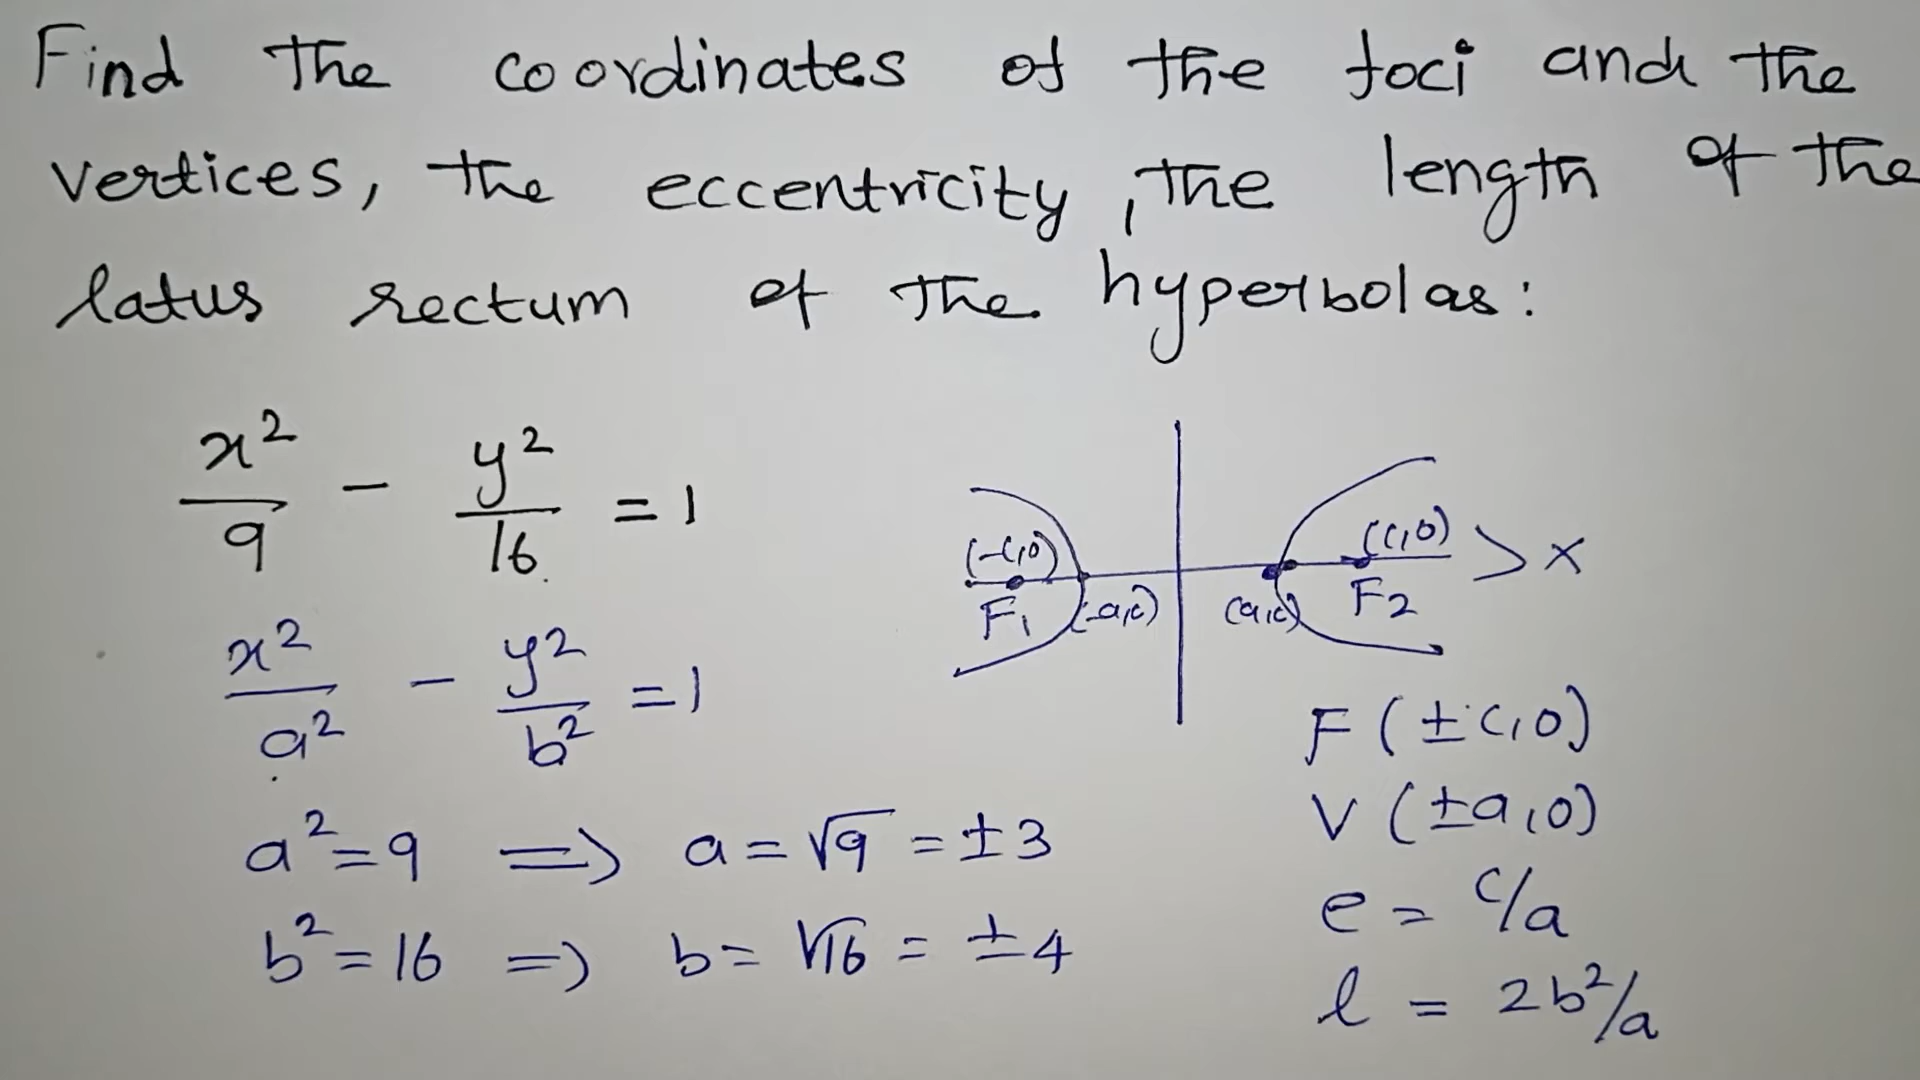 Find the coordinates of the foci and the
vertices, the eccentricity, the length of the
latus rectum of the hyperbolas:
x²/9 - y²/16 = 1
(-c,0) (c,0) > x
F₁ (-a,0) (a,0) F₂
x²/a² - y²/b² = 1
F (±c,0)
V (±a,0)
a² = 9 => a = √9 = ±3
e = c/a
b² = 16 => b = √16 = ±4
l = 2b²/a